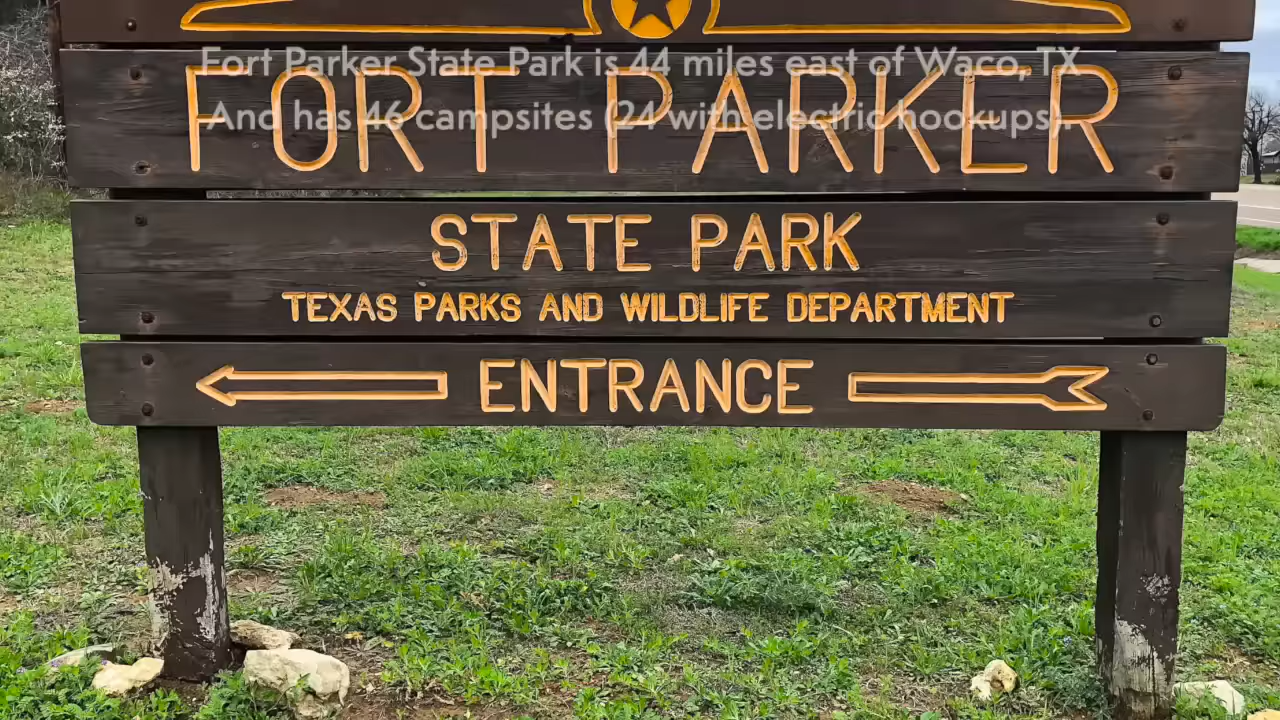 Fort Parker State Park is 44 miles east of Waco, TX
And has 46 campsites (24 with electric hookups).
FORT PARKER
STATE PARK
TEXAS PARKS AND WILDLIFE DEPARTMENT
ENTRANCE